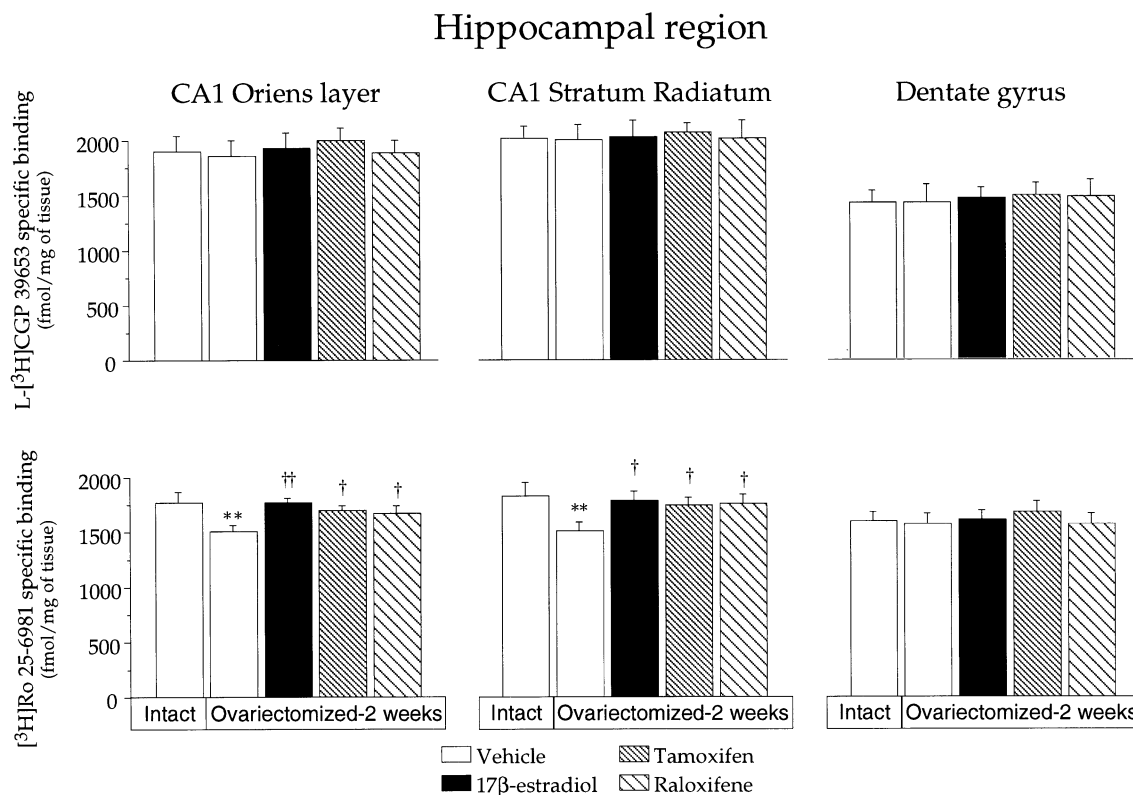 Hippocampal region
CA1 Oriens layer
CA1 Stratum Radiatum
Dentate gyrus
L-[³H]CGP 39653 specific binding
(fmol/mg of tissue)
2000
1500
1000
500
0
[³H]Ro 25-6981 specific binding
(fmol/mg of tissue)
2000
1500
1000
500
0
**
††
†
†
**
†
†
†
Intact
Ovariectomized-2 weeks
Intact
Ovariectomized-2 weeks
Intact
Ovariectomized-2 weeks
Vehicle
Tamoxifen
17β-estradiol
Raloxifene